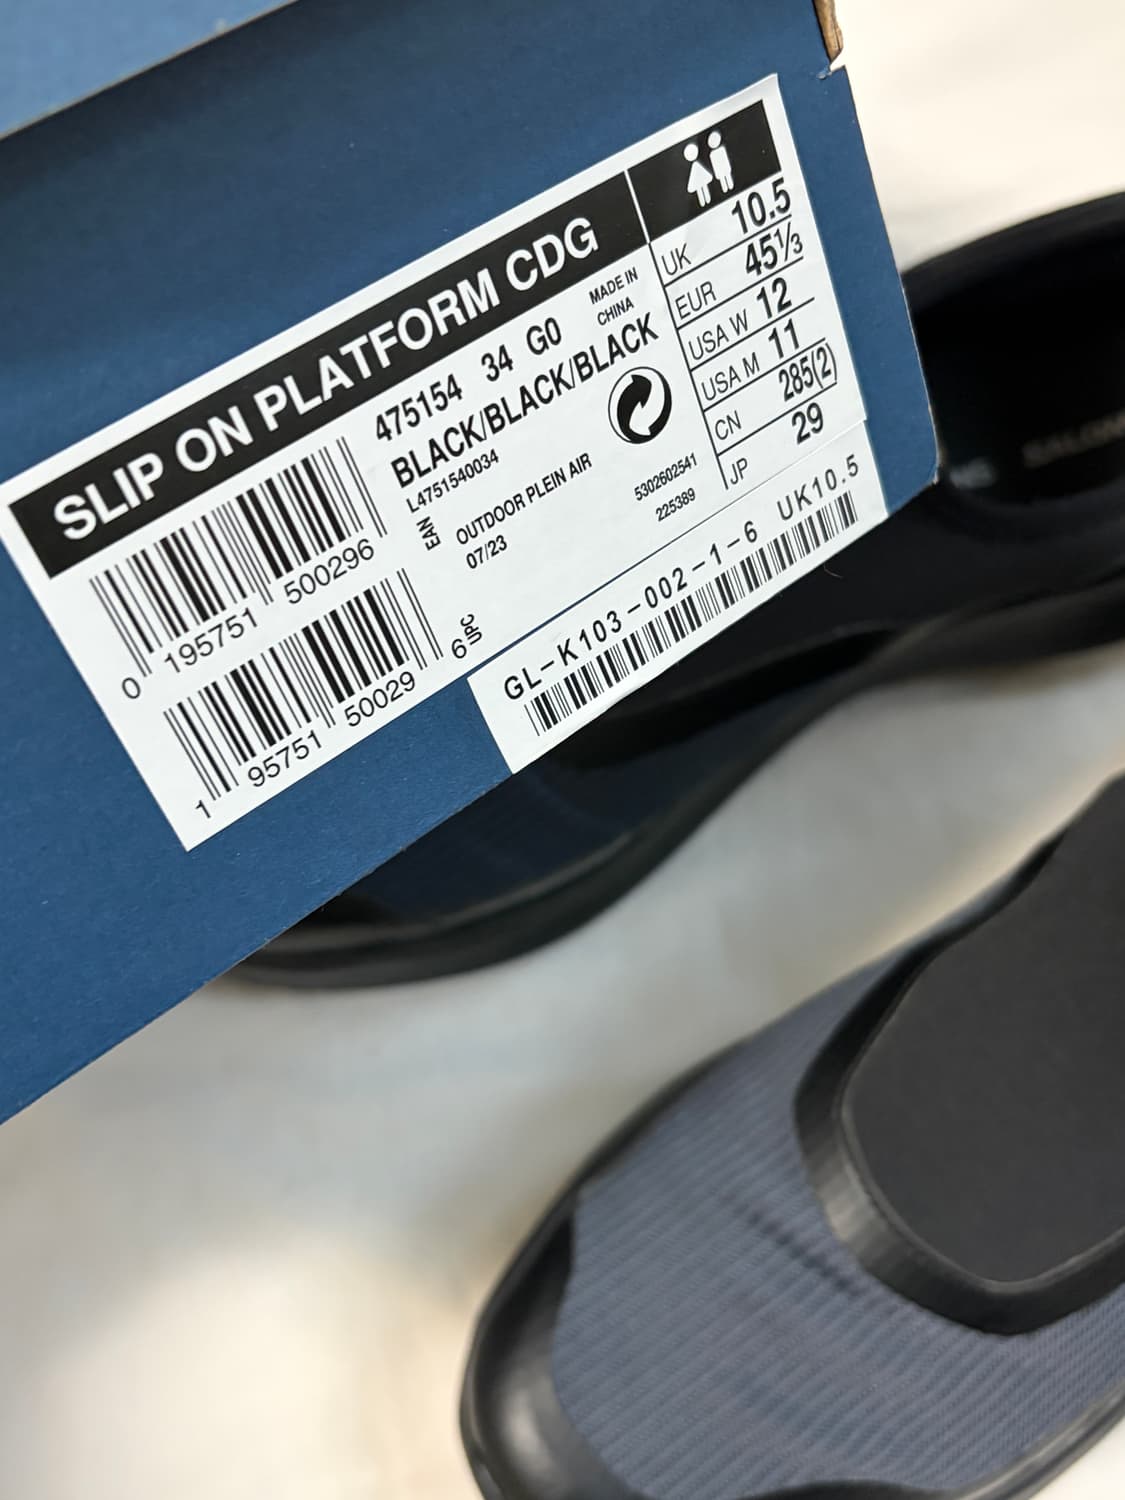 SLIP ON PLATFORM CDG
475154 34 G0
MADE IN
CHINA
BLACK/BLACK/BLACK
L4751540034
EAN
OUTDOOR PLEIN AIR
07/23
5302602541
225389
0 195751 500296
1 95751 50029 6
UPC
UK 10.5
EUR 45⅓
USA W 12
USA M 11
CN 285(2)
JP 29
GL-K103-002-1-6 UK10.5